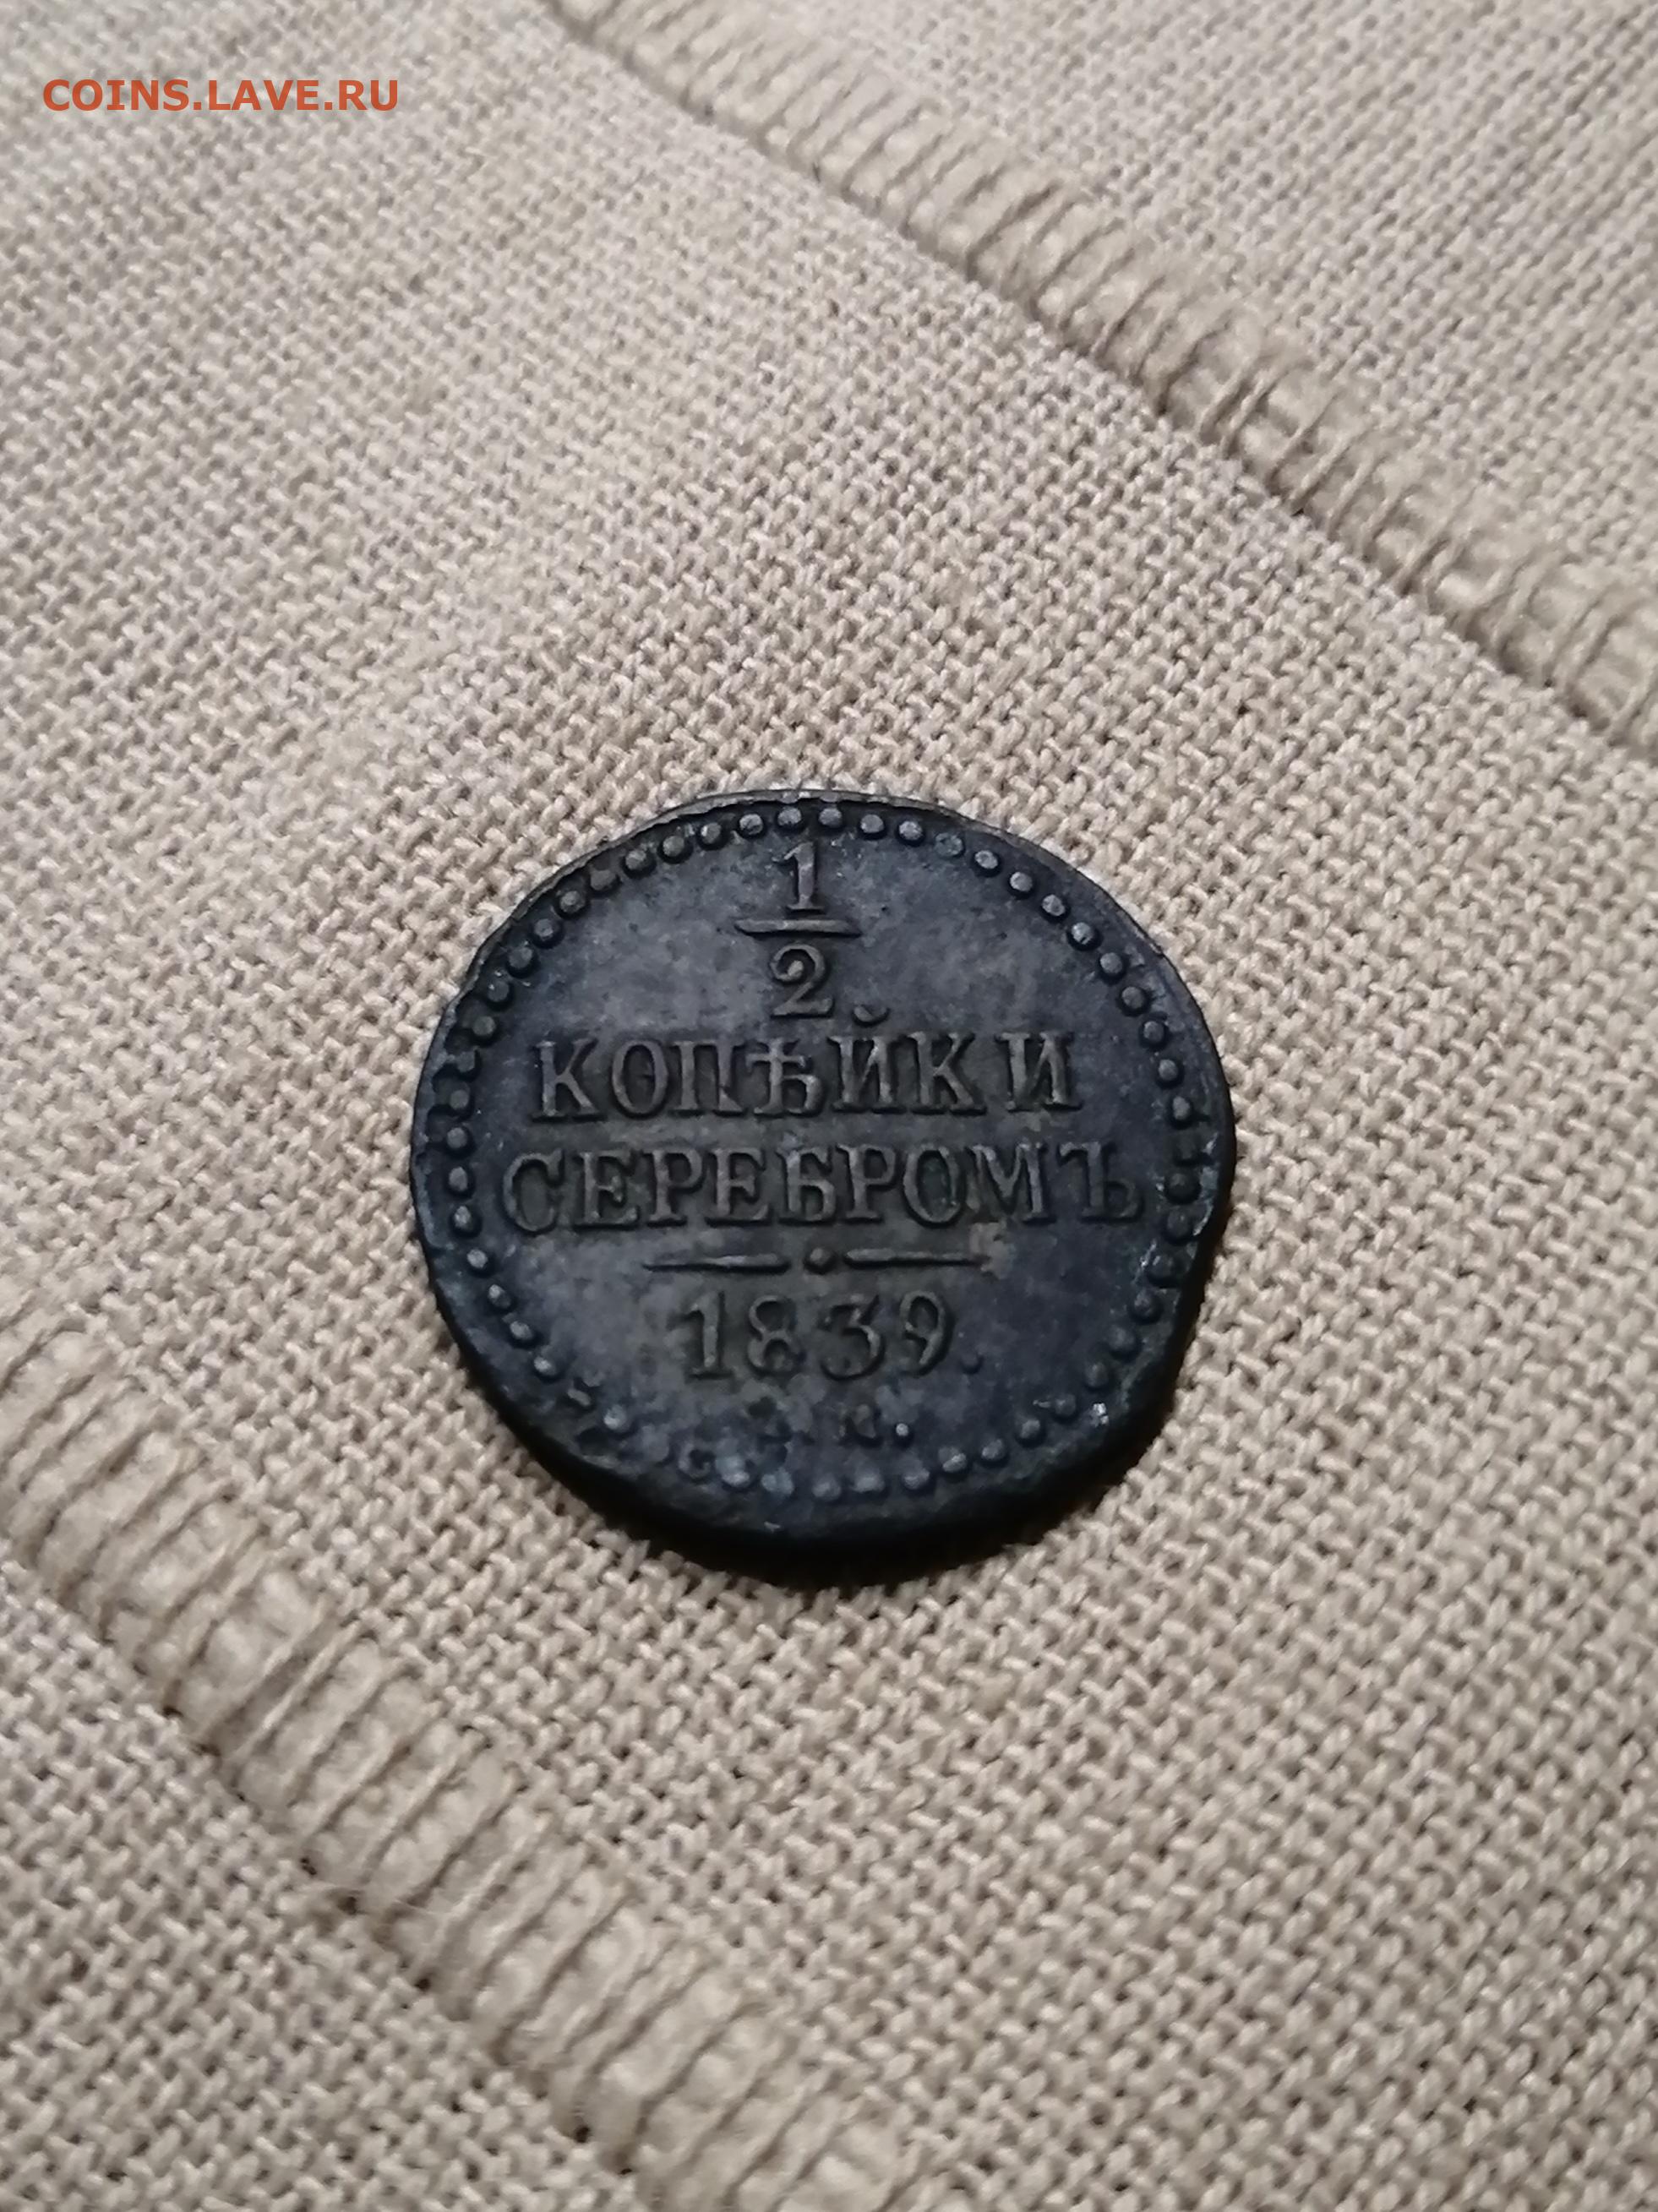 COINS.LAVE.RU
1
2
КОПѢЙКИ
СЕРЕБРОМЪ
1839.